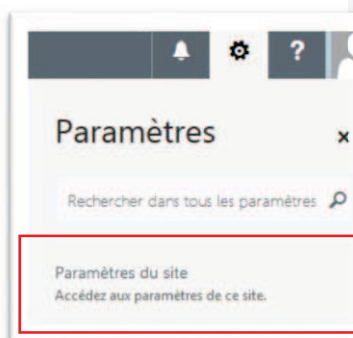 ?
Paramètres
×
Rechercher dans tous les paramètres
Paramètres du site
Accédez aux paramètres de ce site.